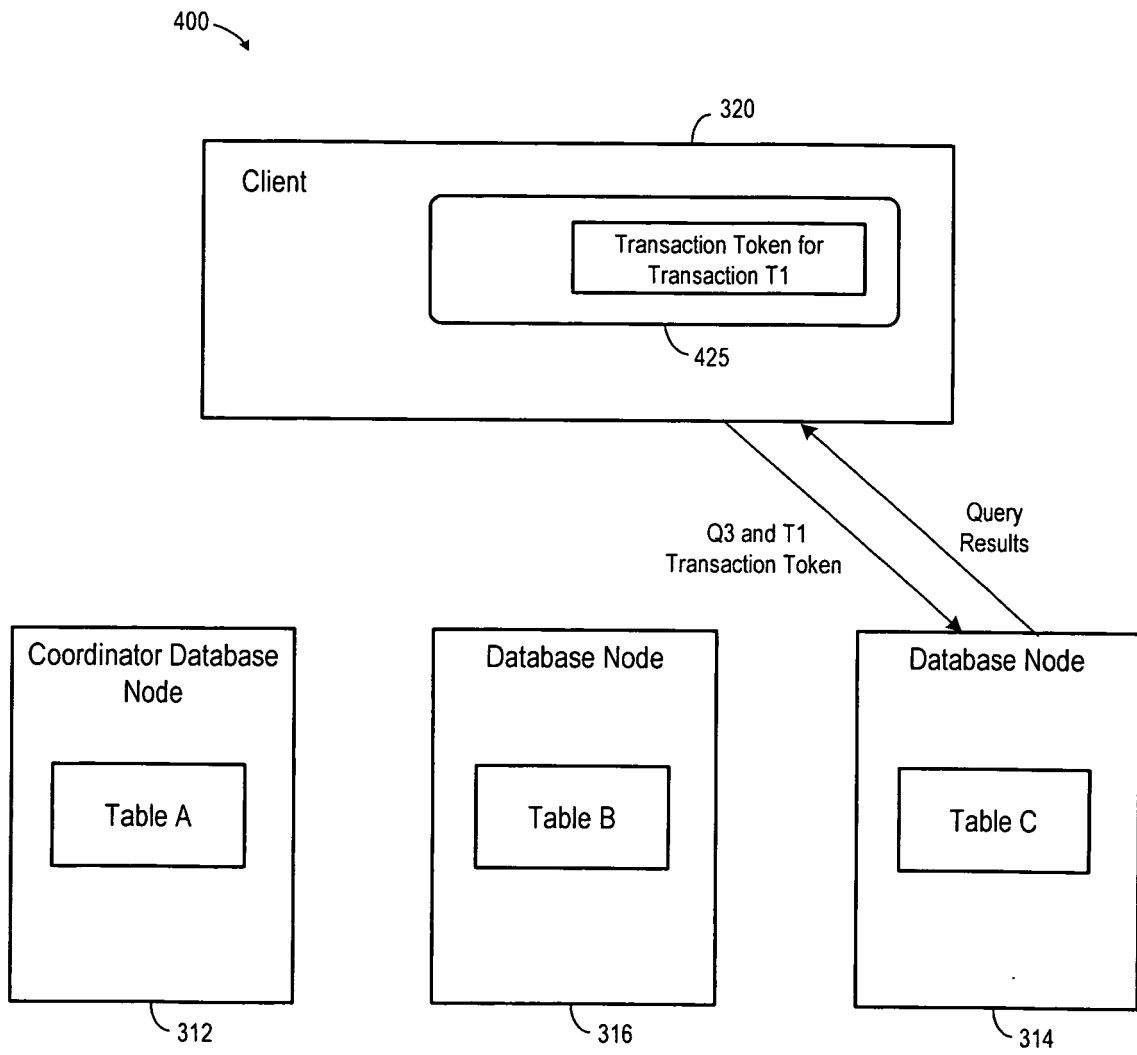 400
320
Client
Transaction Token for
Transaction T1
425
Q3 and T1
Transaction Token
Query
Results
Coordinator Database
Node
Table A
312
Database Node
Table B
316
Database Node
Table C
314